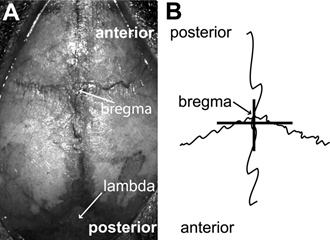 A
anterior
bregma
lambda
posterior
B
posterior
bregma
anterior